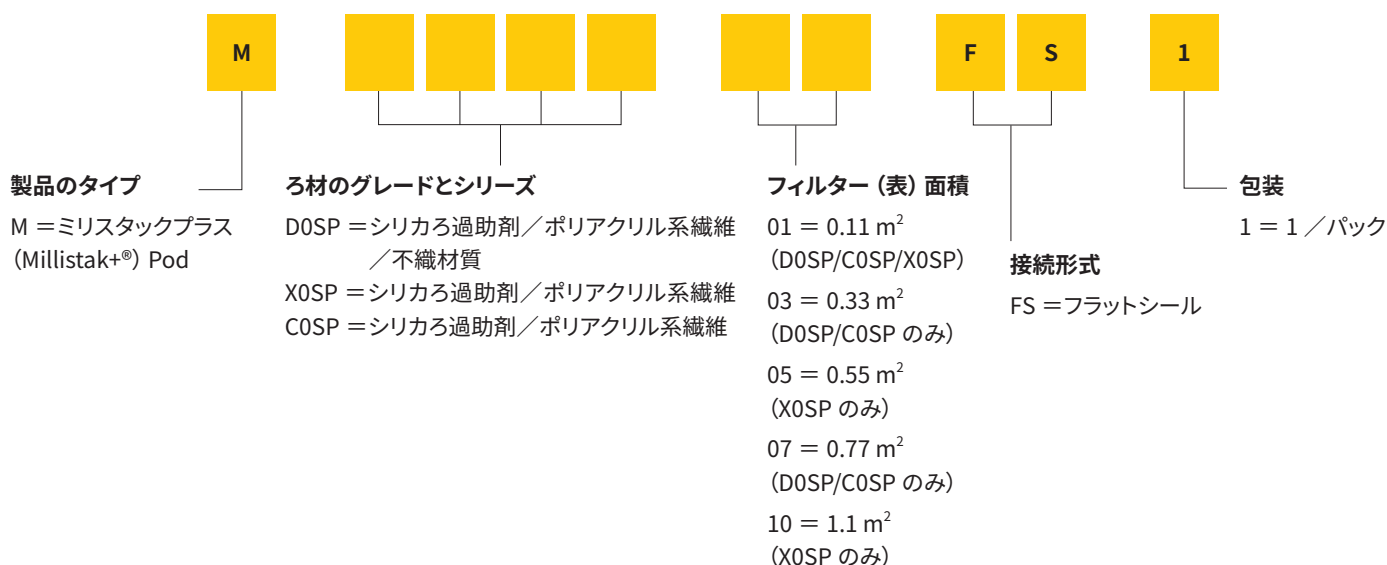 M
F S
1
製品のタイプ
M ＝ミリスタックプラス
（Millistak+®） Pod
ろ材のグレードとシリーズ
D0SP ＝シリカろ過助剤／ポリアクリル系繊維
／不織材質
X0SP ＝シリカろ過助剤／ポリアクリル系繊維
C0SP ＝シリカろ過助剤／ポリアクリル系繊維
フィルター（表）面積
01 ＝ 0.11 m²
（D0SP/C0SP/X0SP）
03 ＝ 0.33 m²
（D0SP/C0SP のみ）
05 ＝ 0.55 m²
（X0SP のみ）
07 ＝ 0.77 m²
（D0SP/C0SP のみ）
10 ＝ 1.1 m²
（X0SP のみ）
接続形式
FS ＝フラットシール
包装
1 ＝ 1 ／パック